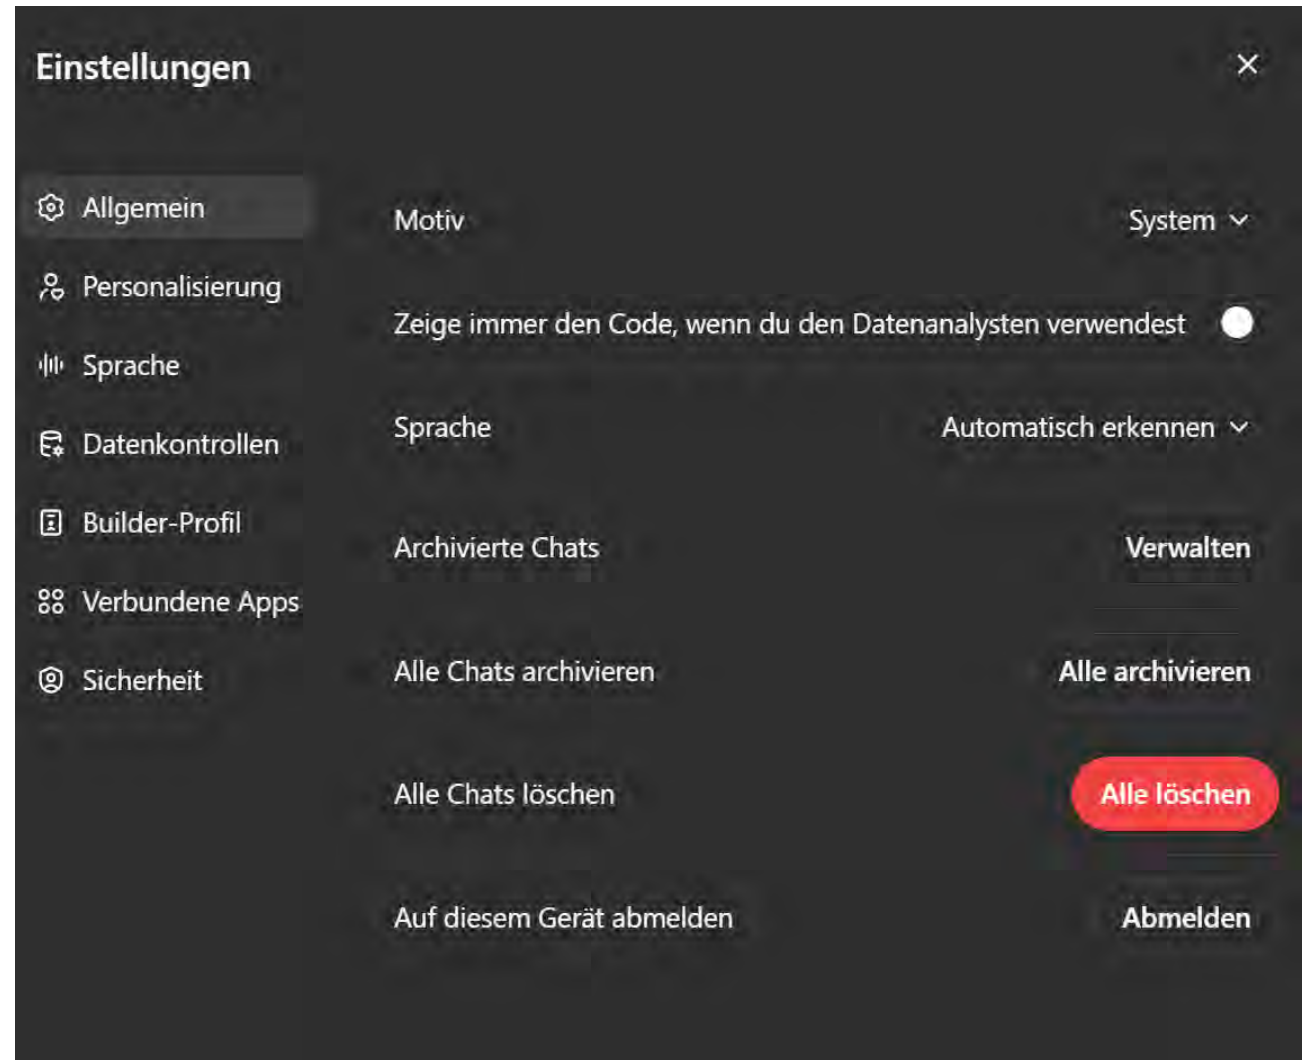 Einstellungen
Allgemein
Personalisierung
Sprache
Datenkontrollen
Builder-Profil
Verbundene Apps
Sicherheit
Motiv System
Zeige immer den Code, wenn du den Datenanalysten verwendest
Sprache Automatisch erkennen
Archivierte Chats Verwalten
Alle Chats archivieren Alle archivieren
Alle Chats löschen Alle löschen
Auf diesem Gerät abmelden Abmelden